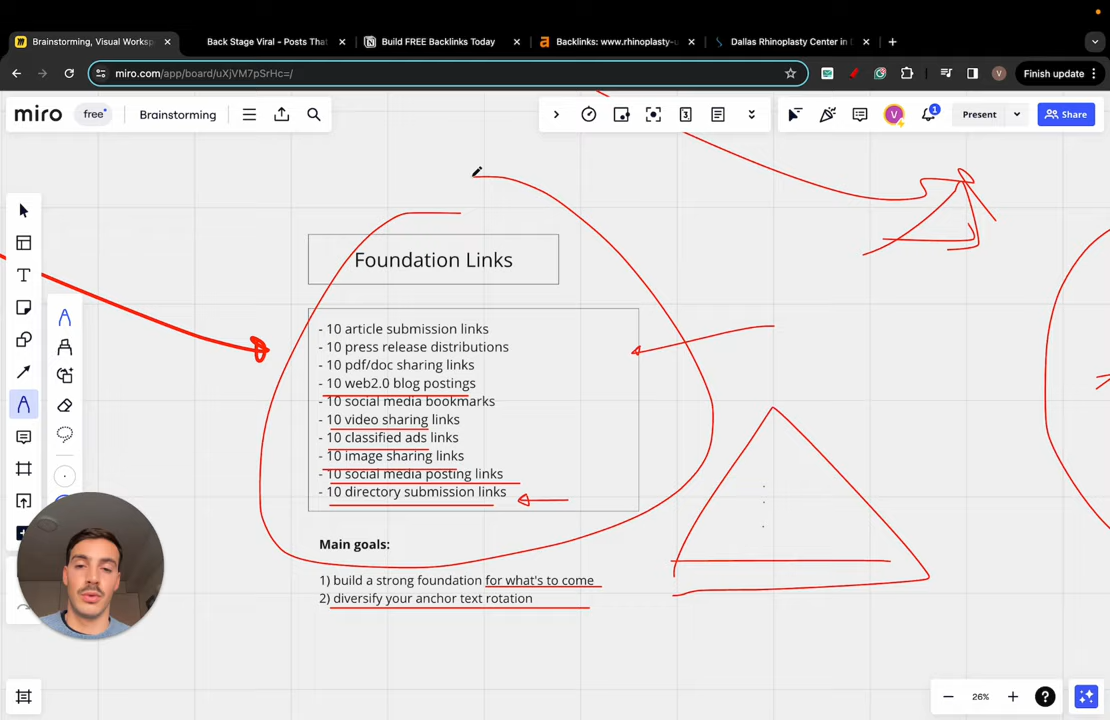 Brainstorming, Visual Worksp
Back Stage Viral - Posts Tha
Build FREE Backlinks Today
Backlinks: www.rhinoplasty-u
Dallas Rhinoplasty Center in D
miro.com/app/board/uXjVM7pSrHc=/
V
Finish update
miro
free
Brainstorming
3
V
1
Present
Share
Foundation Links
- 10 article submission links
- 10 press release distributions
- 10 pdf/doc sharing links
- 10 web2.0 blog postings
- 10 social media bookmarks
- 10 video sharing links
- 10 classified ads links
- 10 image sharing links
- 10 social media posting links
- 10 directory submission links
Main goals:
1) build a strong foundation for what's to come
2) diversify your anchor text rotation
26%
?